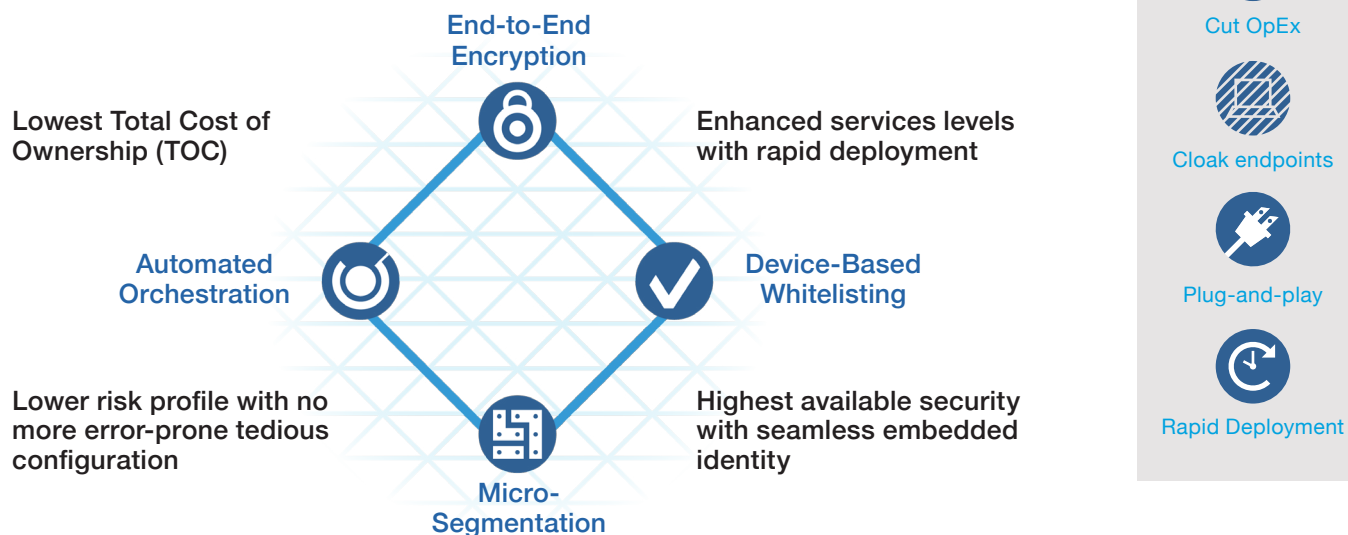 End-to-End
Encryption
Lowest Total Cost of
Ownership (TOC)
Enhanced services levels
with rapid deployment
Automated
Orchestration
Device-Based
Whitelisting
Lower risk profile with no
more error-prone tedious
configuration
Highest available security
with seamless embedded
identity
Micro-
Segmentation
Cut OpEx
Cloak endpoints
Plug-and-play
Rapid Deployment